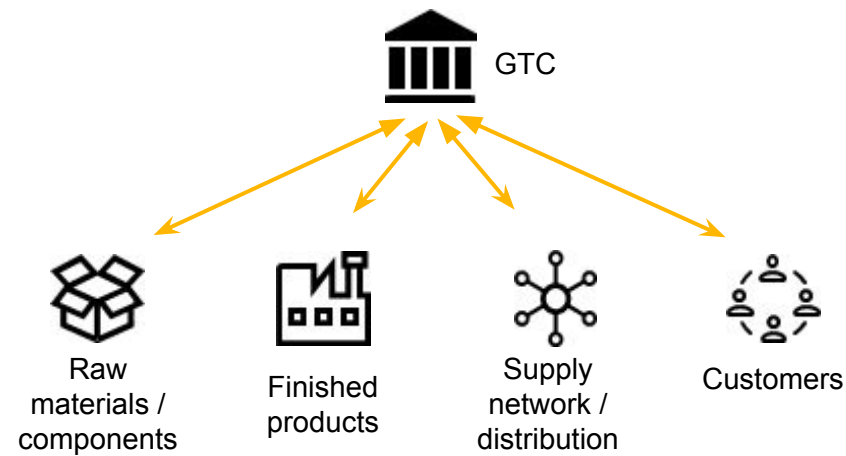 GTC
Raw
materials /
components
Finished
products
Supply
network /
distribution
Customers